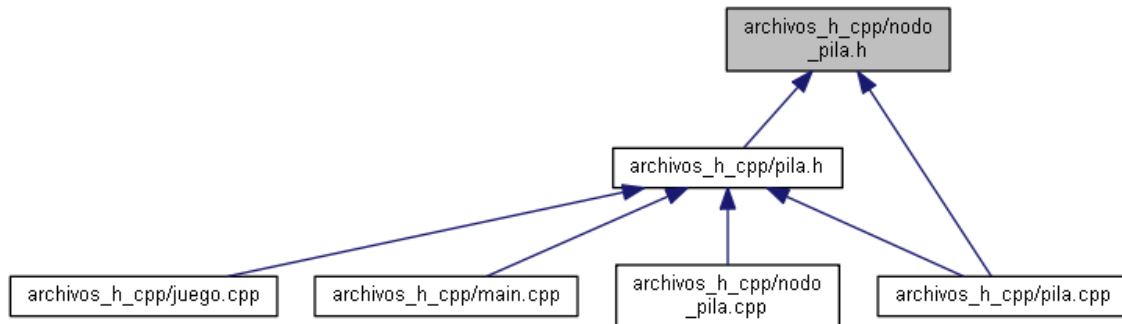 archivos_h_cpp/nodo
_pila.h
archivos_h_cpp/pila.h
archivos_h_cpp/juego.cpp
archivos_h_cpp/main.cpp
archivos_h_cpp/nodo
_pila.cpp
archivos_h_cpp/pila.cpp